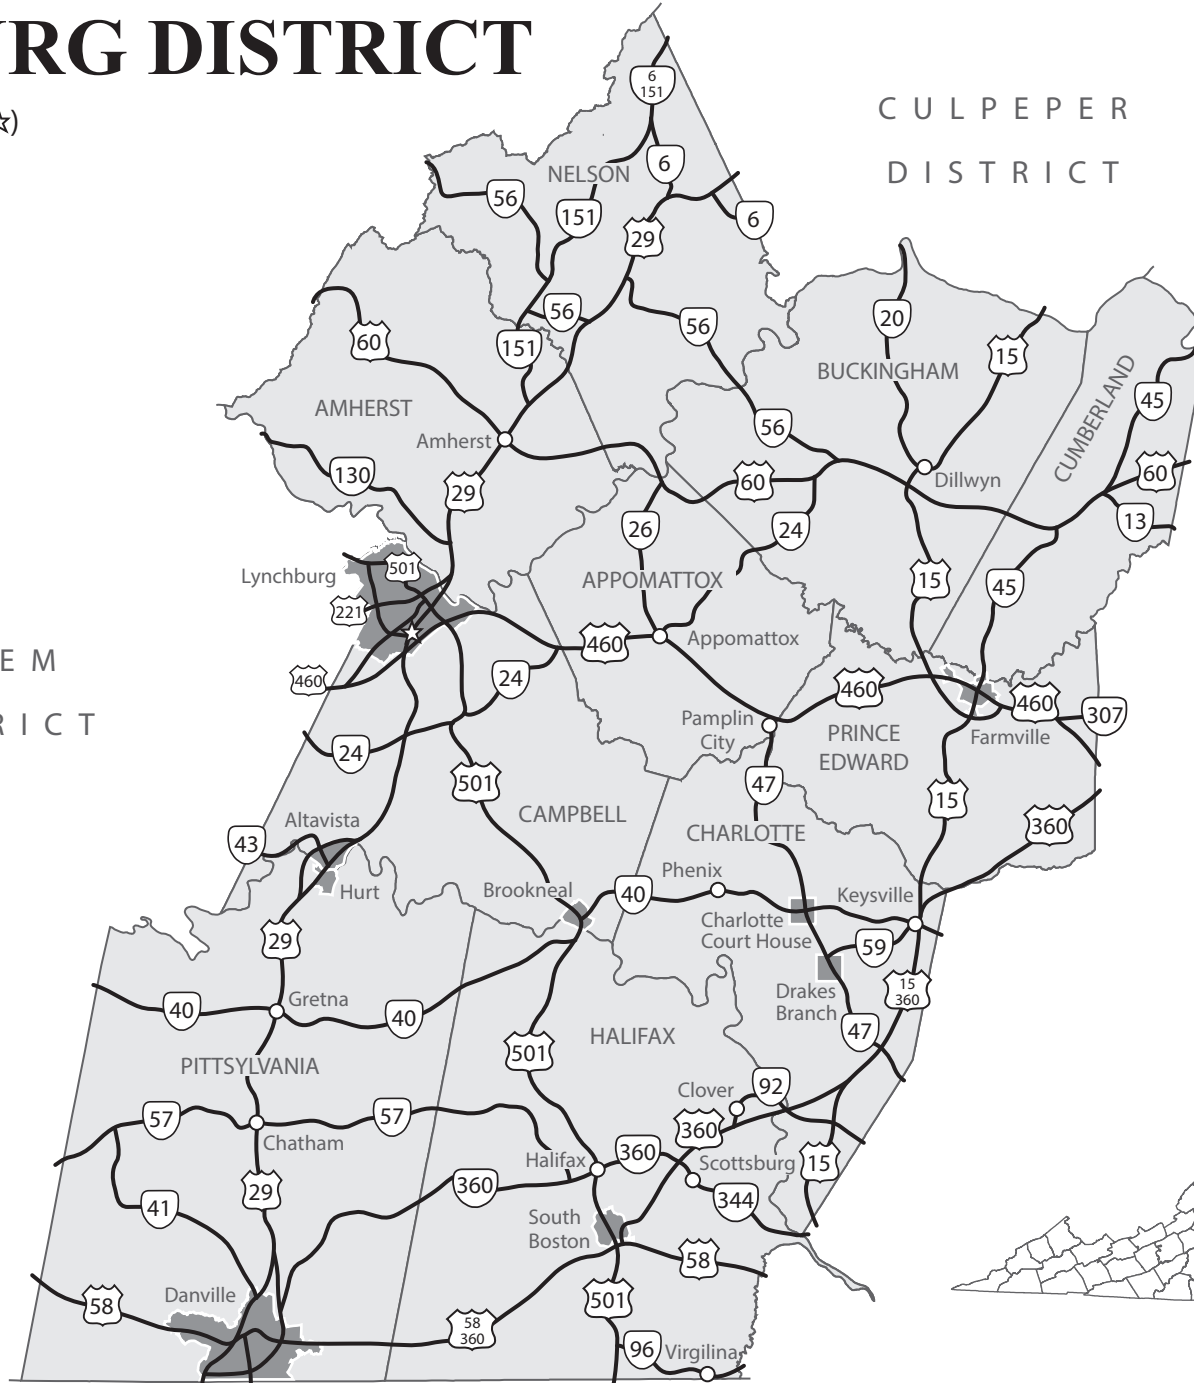 RG DISTRICT
☆)
CULPEPER
DISTRICT
6
151
NELSON
6
56
151
6
29
56
56
20
60
151
15
BUCKINGHAM
CUMBERLAND
45
AMHERST
56
Amherst
130
29
60
60
Dillwyn
26
24
13
Lynchburg
501
APPOMATTOX
15
45
221
460
Appomattox
EM
460
24
460
460
307
RICT
Pamplin
City
PRINCE
EDWARD
Farmville
24
501
47
15
Altavista
CAMPBELL
CHARLOTTE
360
43
Hurt
Brookneal
40
Phenix
Keysville
Charlotte
Court House
59
29
Drakes
Branch
15
360
40
Gretna
40
HALIFAX
47
501
PITTSYLVANIA
Clover
92
57
57
360
Chatham
Halifax
360
Scottsburg
15
29
360
41
344
South
Boston
58
Danville
58
501
58
360
96
Virgilina